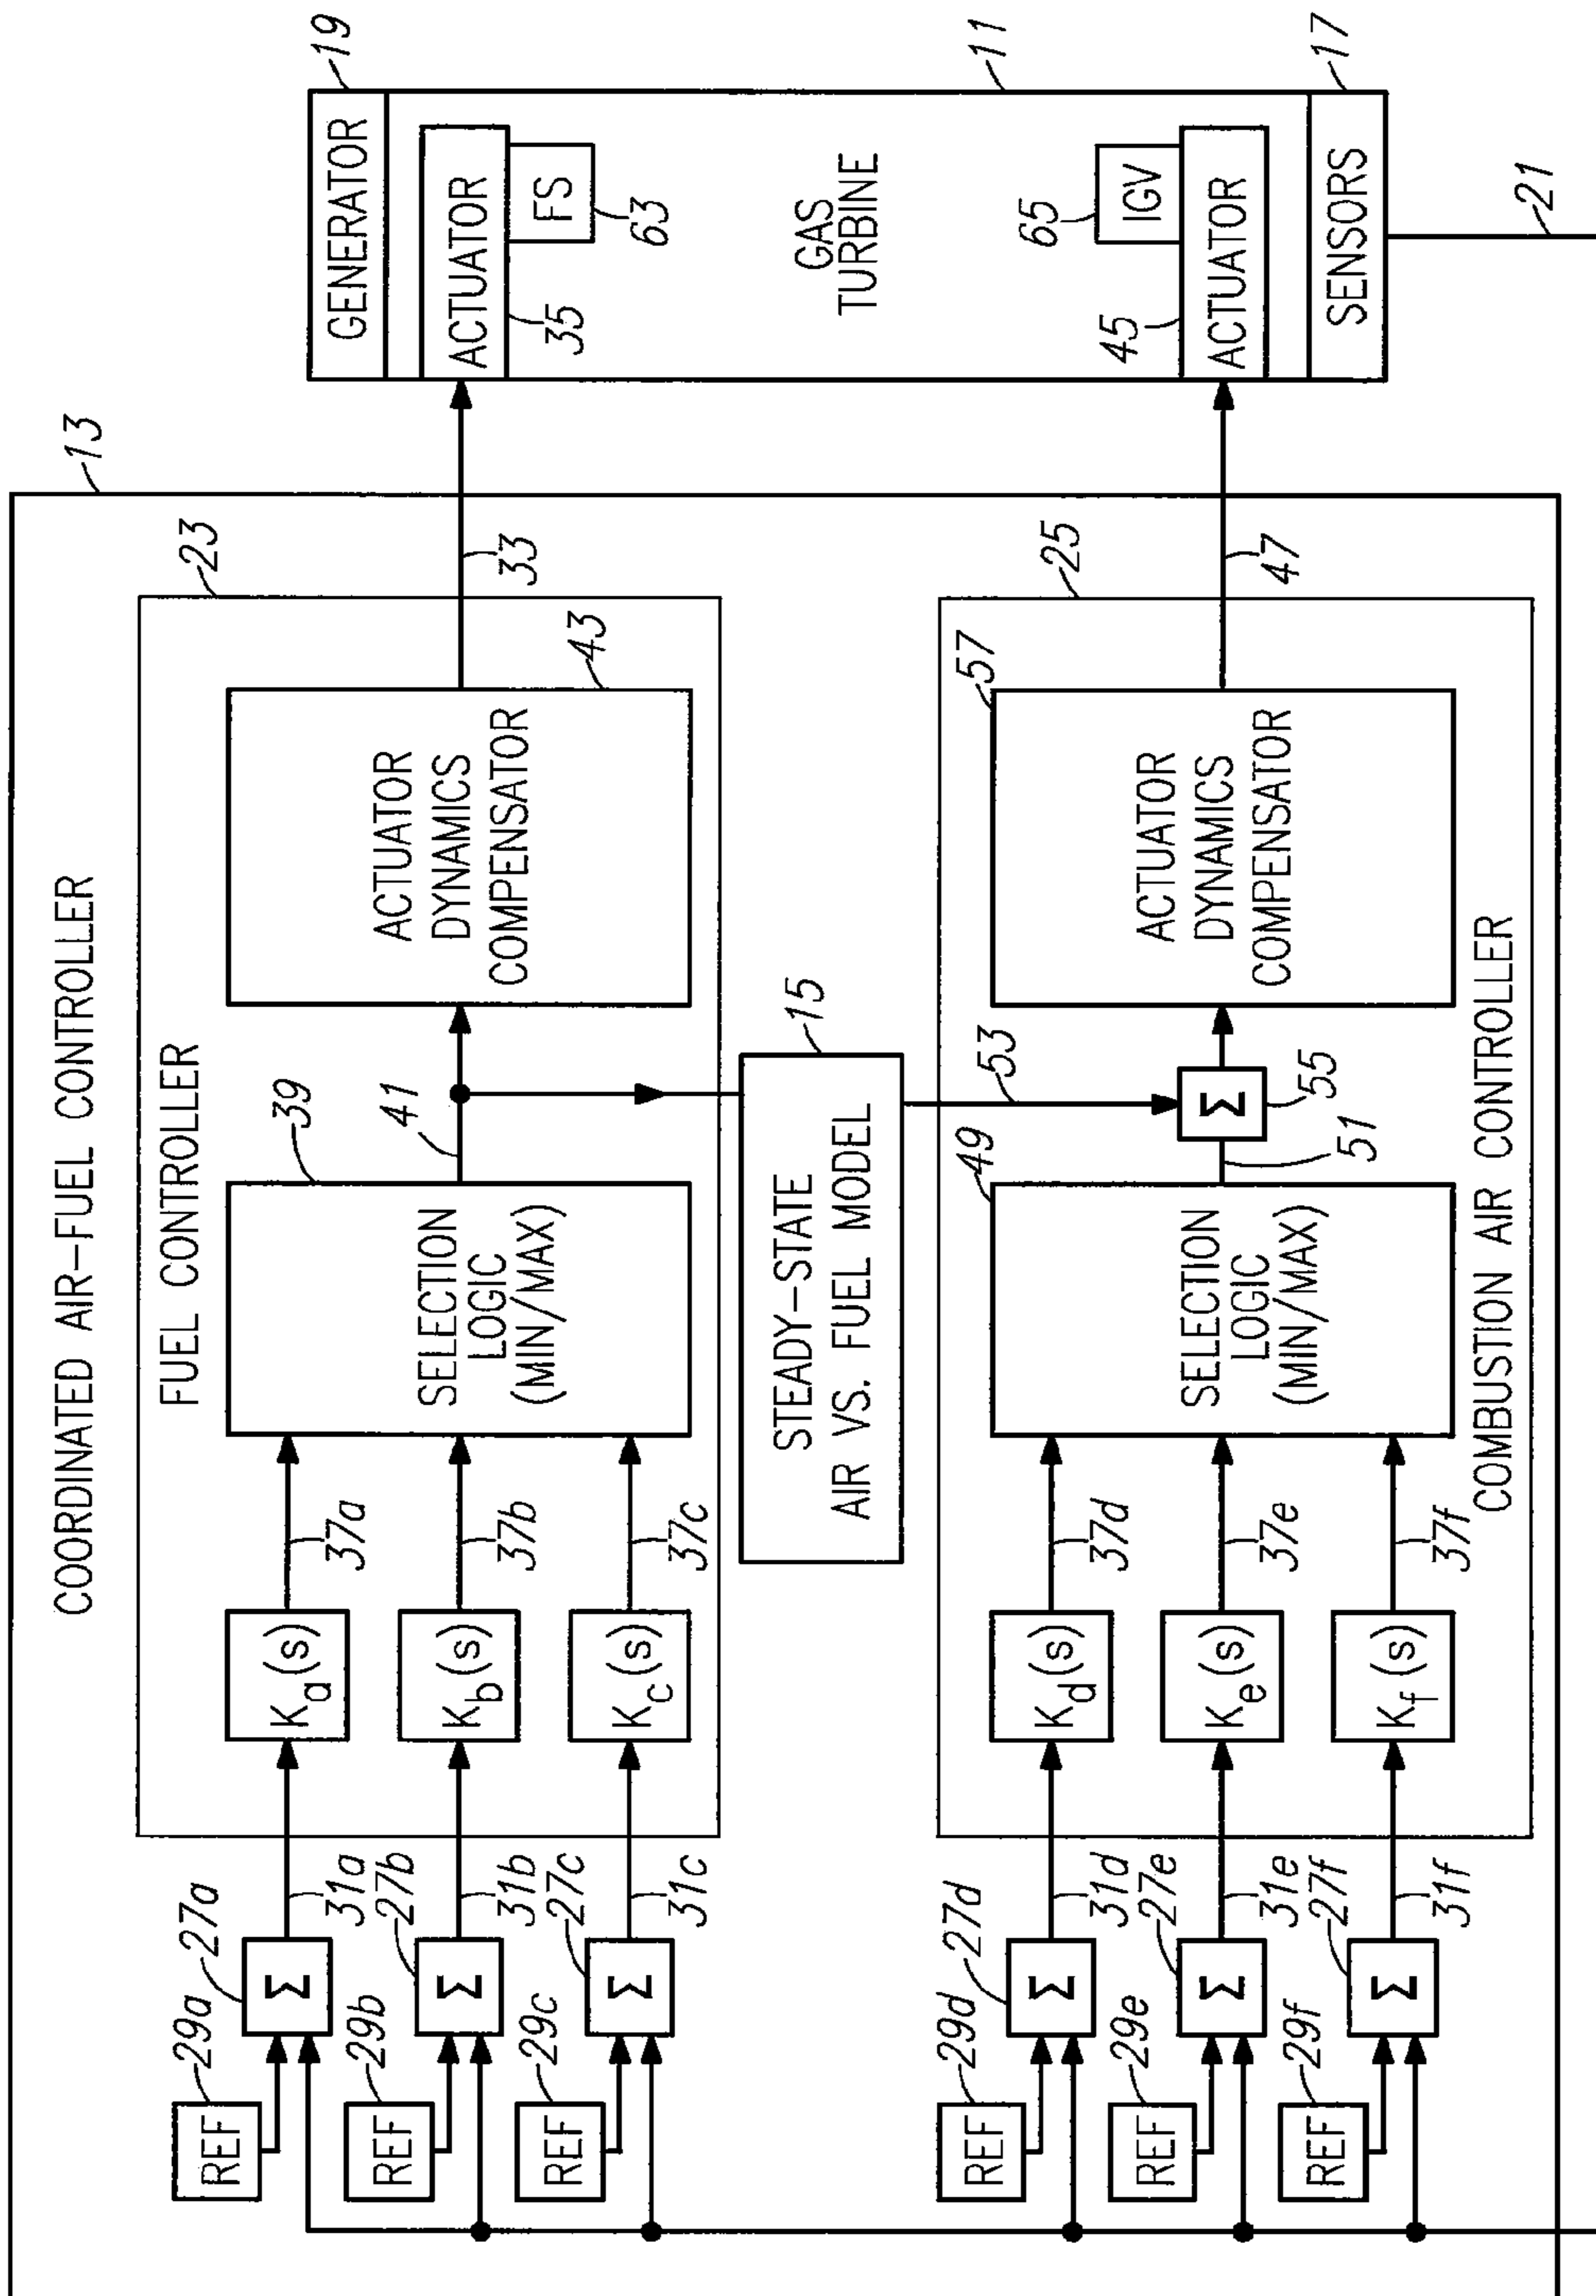 COORDINATED AIR-FUEL CONTROLLER
13
FUEL CONTROLLER
23
29a
27a
REF
Σ
31a
Ka(s)
37a
29b
27b
REF
Σ
31b
Kb(s)
37b
29c
27c
REF
Σ
31c
Kc(s)
37c
39
SELECTION
LOGIC
(MIN/MAX)
41
43
ACTUATOR
DYNAMICS
COMPENSATOR
33
STEADY-STATE
AIR VS. FUEL MODEL
15
53
29d
27d
REF
Σ
31d
Kd(s)
37d
29e
27e
REF
Σ
31e
Ke(s)
37e
29f
27f
REF
Σ
31f
Kf(s)
37f
49
SELECTION
LOGIC
(MIN/MAX)
51
Σ
55
57
ACTUATOR
DYNAMICS
COMPENSATOR
25
47
COMBUSTION AIR CONTROLLER
GENERATOR
19
ACTUATOR
35
FS
63
GAS
TURBINE
11
65
IGV
45
ACTUATOR
SENSORS
17
21